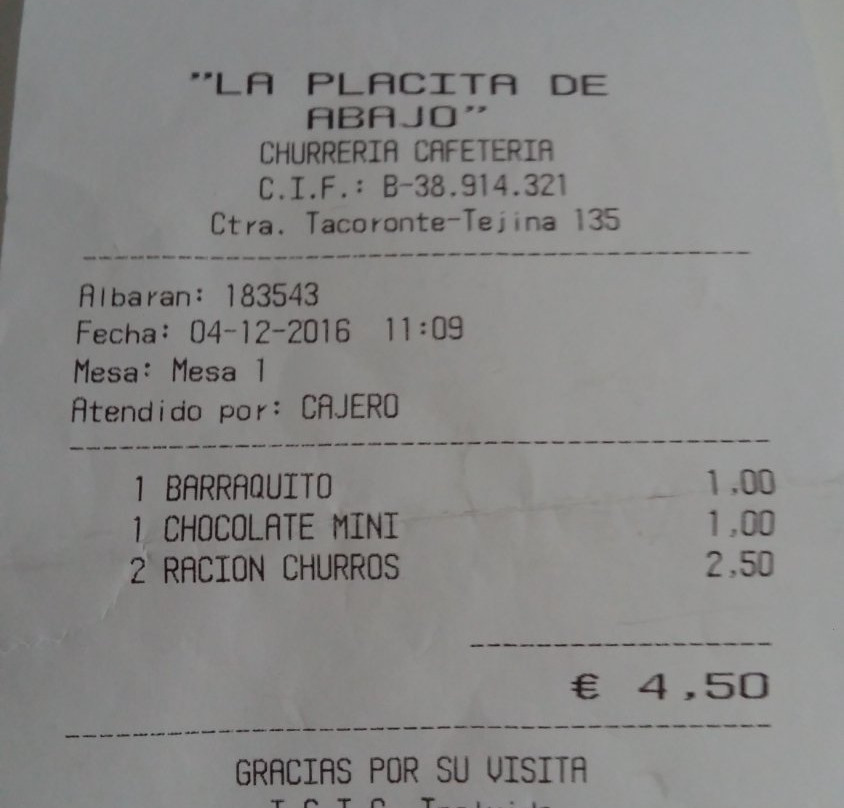 "LA PLACITA DE
ABAJO"
CHURRERIA CAFETERIA
C.I.F.: B-38.914.321
Ctra. Tacoronte-Tejina 135
Albaran: 183543
Fecha: 04-12-2016 11:09
Mesa: Mesa 1
Atendido por: CAJERO
1 BARRAQUITO 1,00
1 CHOCOLATE MINI 1,00
2 RACION CHURROS 2,50
€ 4,50
GRACIAS POR SU VISITA